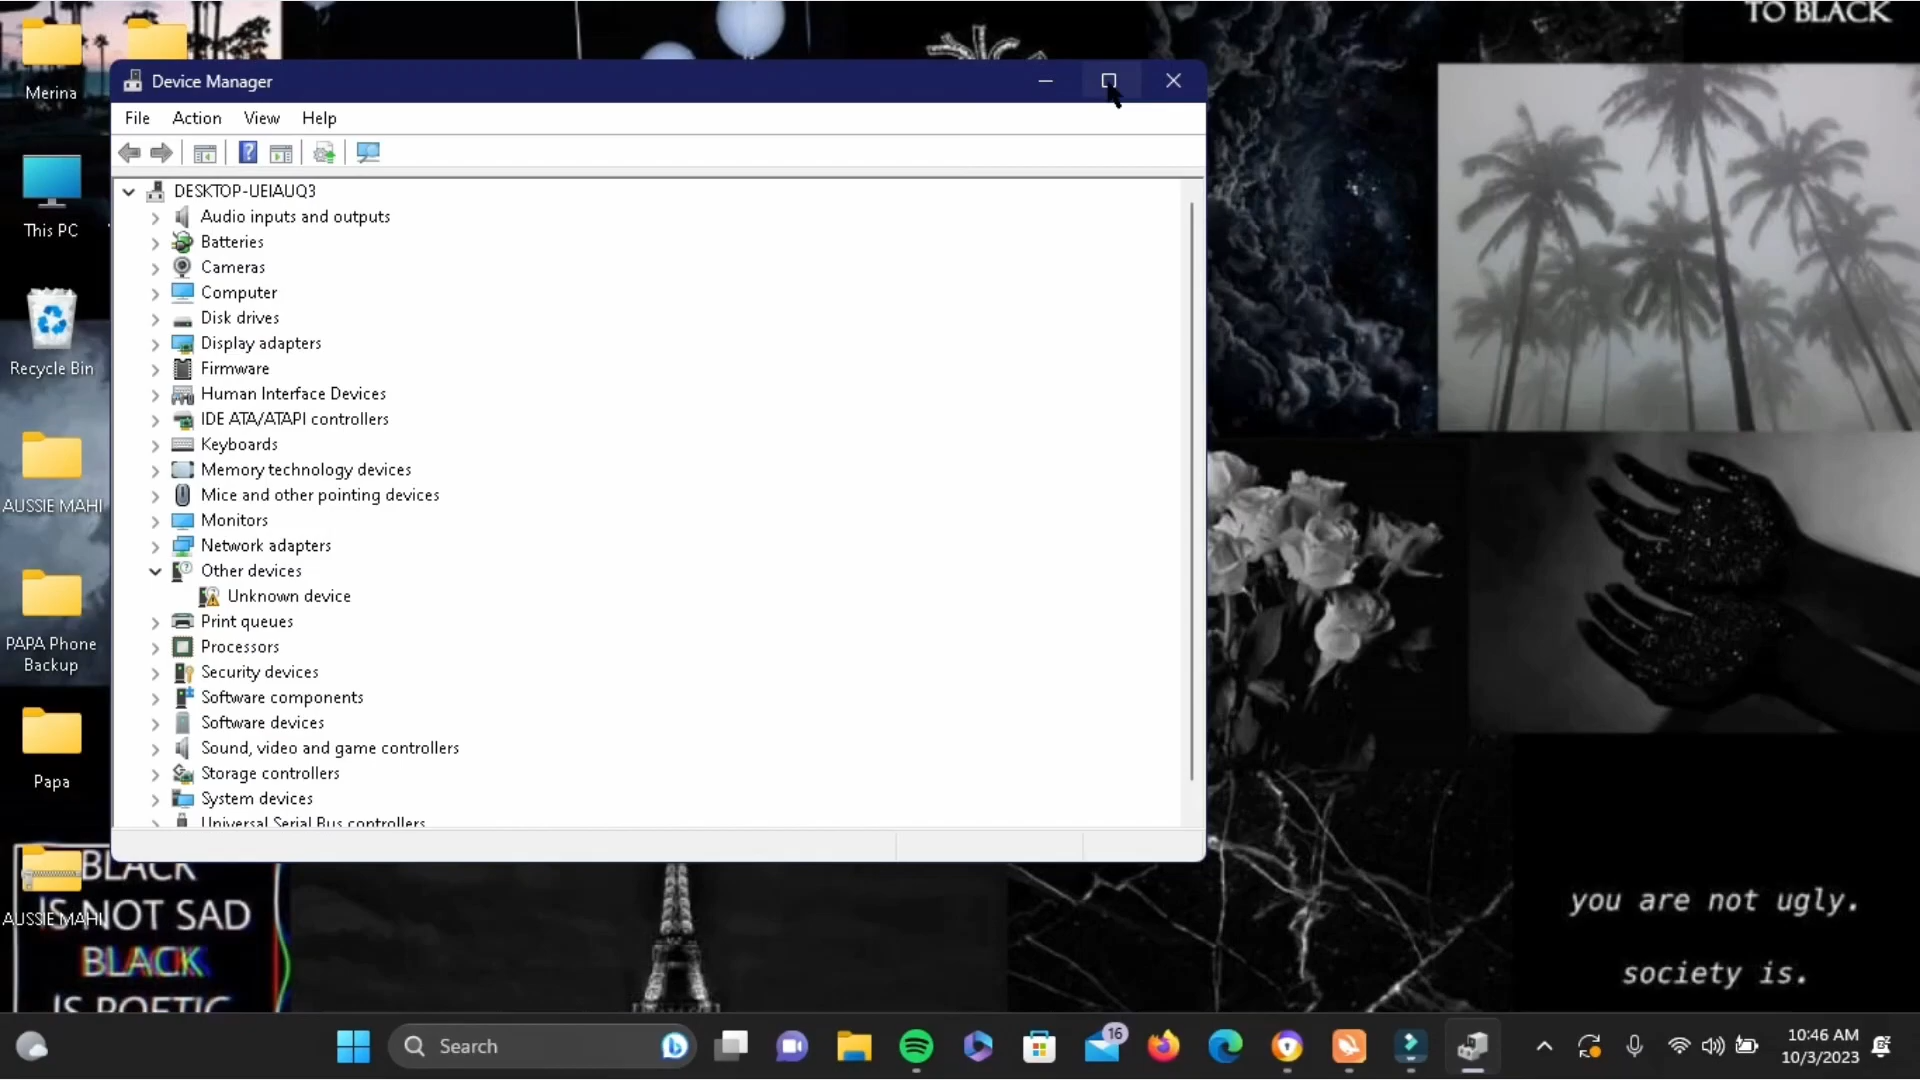 TO BLACK
Merina
This PC
Recycle Bin
AUSSIE MAHI
PAPA Phone
Backup
Papa
AUSSIE MAHI
Device Manager
File Action View Help
DESKTOP-UEIAUQ3
Audio inputs and outputs
Batteries
Cameras
Computer
Disk drives
Display adapters
Firmware
Human Interface Devices
IDE ATA/ATAPI controllers
Keyboards
Memory technology devices
Mice and other pointing devices
Monitors
Network adapters
Other devices
Unknown device
Print queues
Processors
Security devices
Software components
Software devices
Sound, video and game controllers
Storage controllers
System devices
Universal Serial Bus controllers
BLACK
IS NOT SAD
BLACK
IS POETIC
you are not ugly.
society is.
Search
16
10:46 AM
10/3/2023